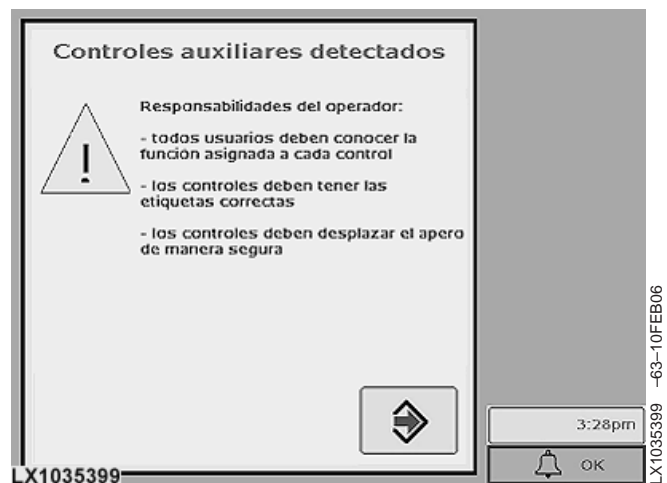 Controles auxiliares detectados
Responsabilidades del operador:
- todos usuarios deben conocer la
función asignada a cada control
- los controles deben tener las
etiquetas correctas
- los controles deben desplazar el apero
de manera segura
3:28pm
OK
LX1035399
LX1035399 –63–10FEB06